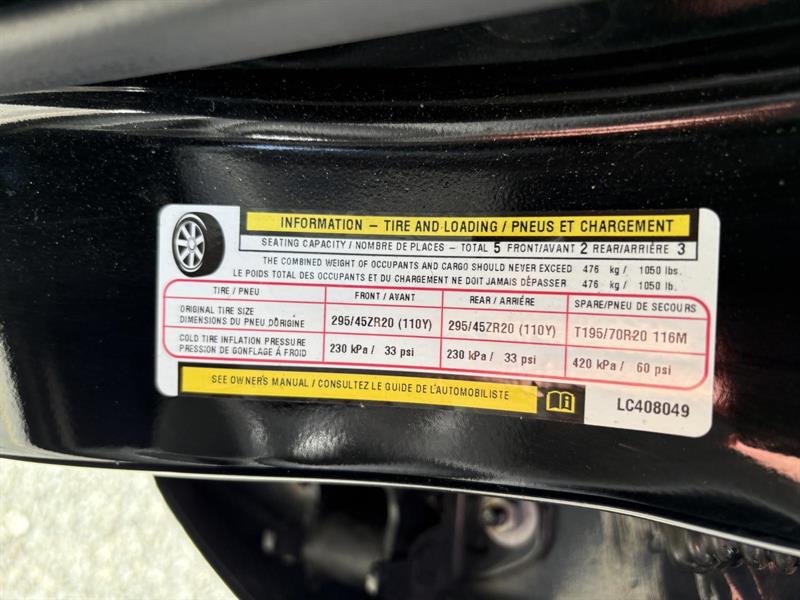 INFORMATION – TIRE AND LOADING / PNEUS ET CHARGEMENT
SEATING CAPACITY / NOMBRE DE PLACES – TOTAL 5 FRONT/AVANT 2 REAR/ARRIÈRE 3
THE COMBINED WEIGHT OF OCCUPANTS AND CARGO SHOULD NEVER EXCEED 476 kg / 1050 lbs.
LE POIDS TOTAL DES OCCUPANTS ET DU CHARGEMENT NE DOIT JAMAIS DÉPASSER 476 kg / 1050 lb.
TIRE / PNEU FRONT / AVANT REAR / ARRIÉRE SPARE/PNEU DE SECOURS
ORIGINAL TIRE SIZE
DIMENSIONS DU PNEU DÓRIGINE 295/45ZR20 (110Y) 295/45ZR20 (110Y) T195/70R20 116M
COLD TIRE INFLATION PRESSURE
PRESSION DE GONFLAGE Á FROID 230 kPa / 33 psi 230 kPa / 33 psi 420 kPa / 60 psi
SEE OWNER'S MANUAL / CONSULTEZ LE GUIDE DE L'AUTOMOBILISTE
LC408049